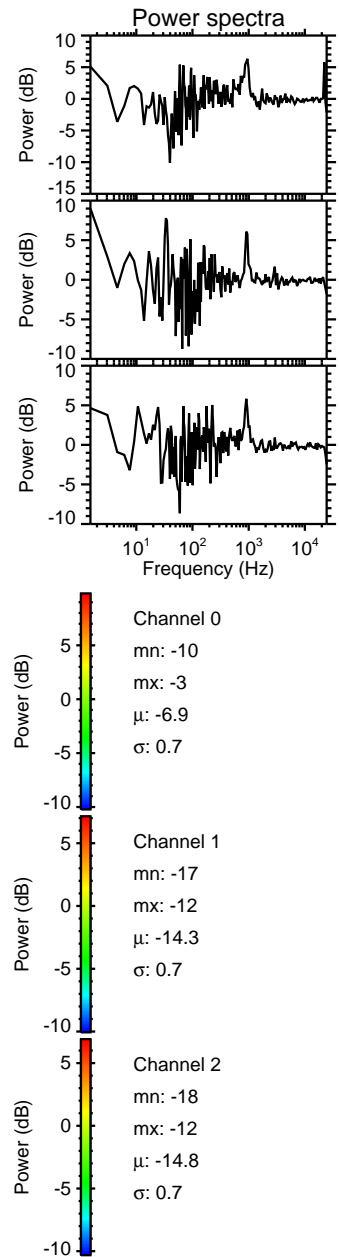 Power spectra
10
5
0
-5
-10
-15
Power (dB)
10
5
0
-5
-10
Power (dB)
10
5
0
-5
-10
Power (dB)
10¹ 10² 10³ 10⁴
Frequency (Hz)
5
0
-5
-10
Power (dB)
Channel 0
mn: -10
mx: -3
μ: -6.9
σ: 0.7
5
0
-5
-10
Power (dB)
Channel 1
mn: -17
mx: -12
μ: -14.3
σ: 0.7
5
0
-5
-10
Power (dB)
Channel 2
mn: -18
mx: -12
μ: -14.8
σ: 0.7